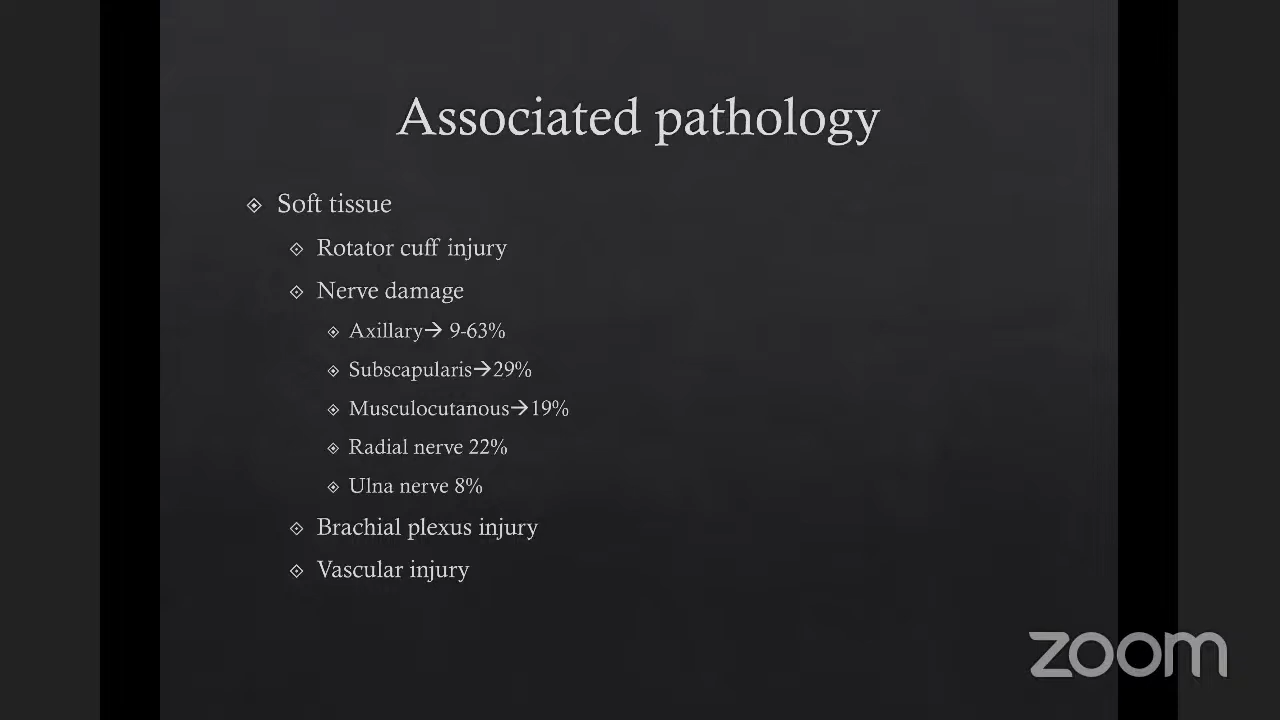 Associated pathology
Soft tissue
Rotator cuff injury
Nerve damage
Axillary→ 9-63%
Subscapularis→29%
Musculocutanous→19%
Radial nerve 22%
Ulna nerve 8%
Brachial plexus injury
Vascular injury
zoom